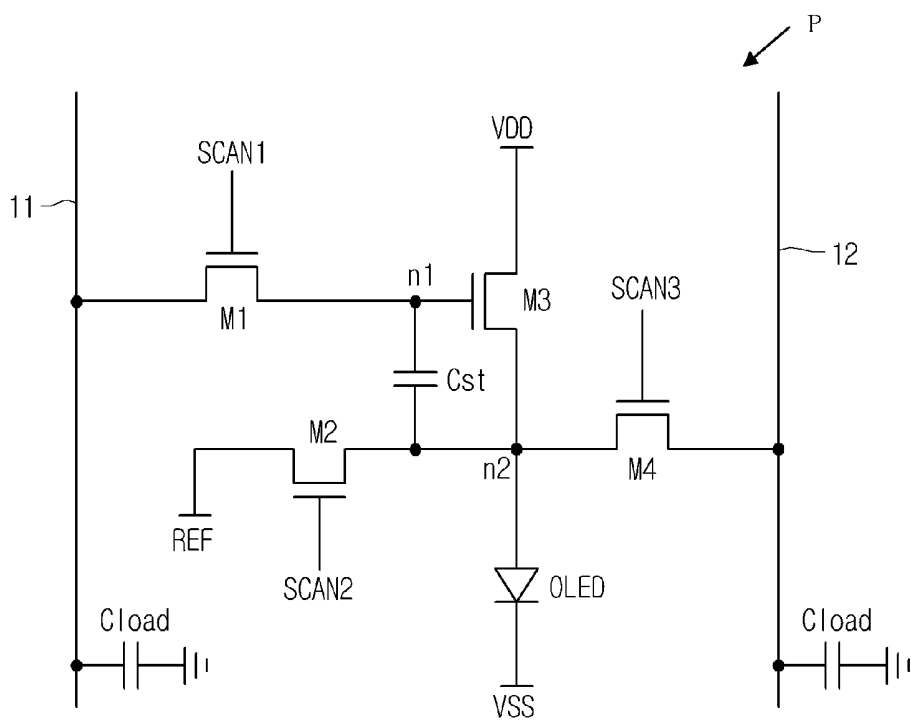 P
VDD
SCAN1
11
12
n1
M3
SCAN3
M1
Cst
M2
n2
M4
REF
SCAN2
OLED
Cload
Cload
VSS